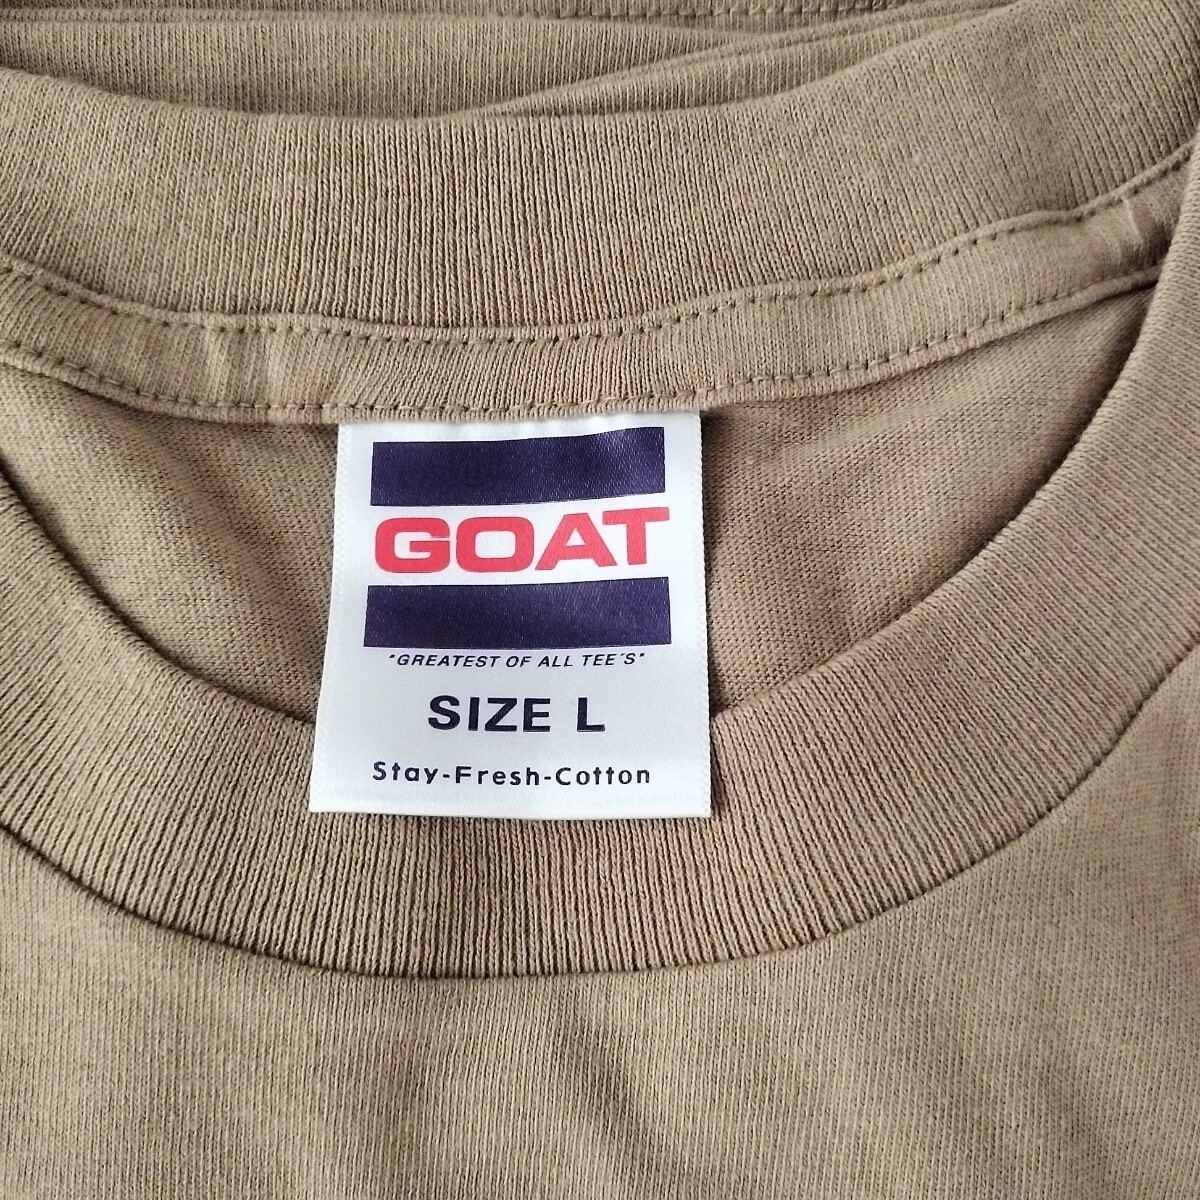 GOAT
"GREATEST OF ALL TEE'S"
SIZE L
Stay-Fresh-Cotton